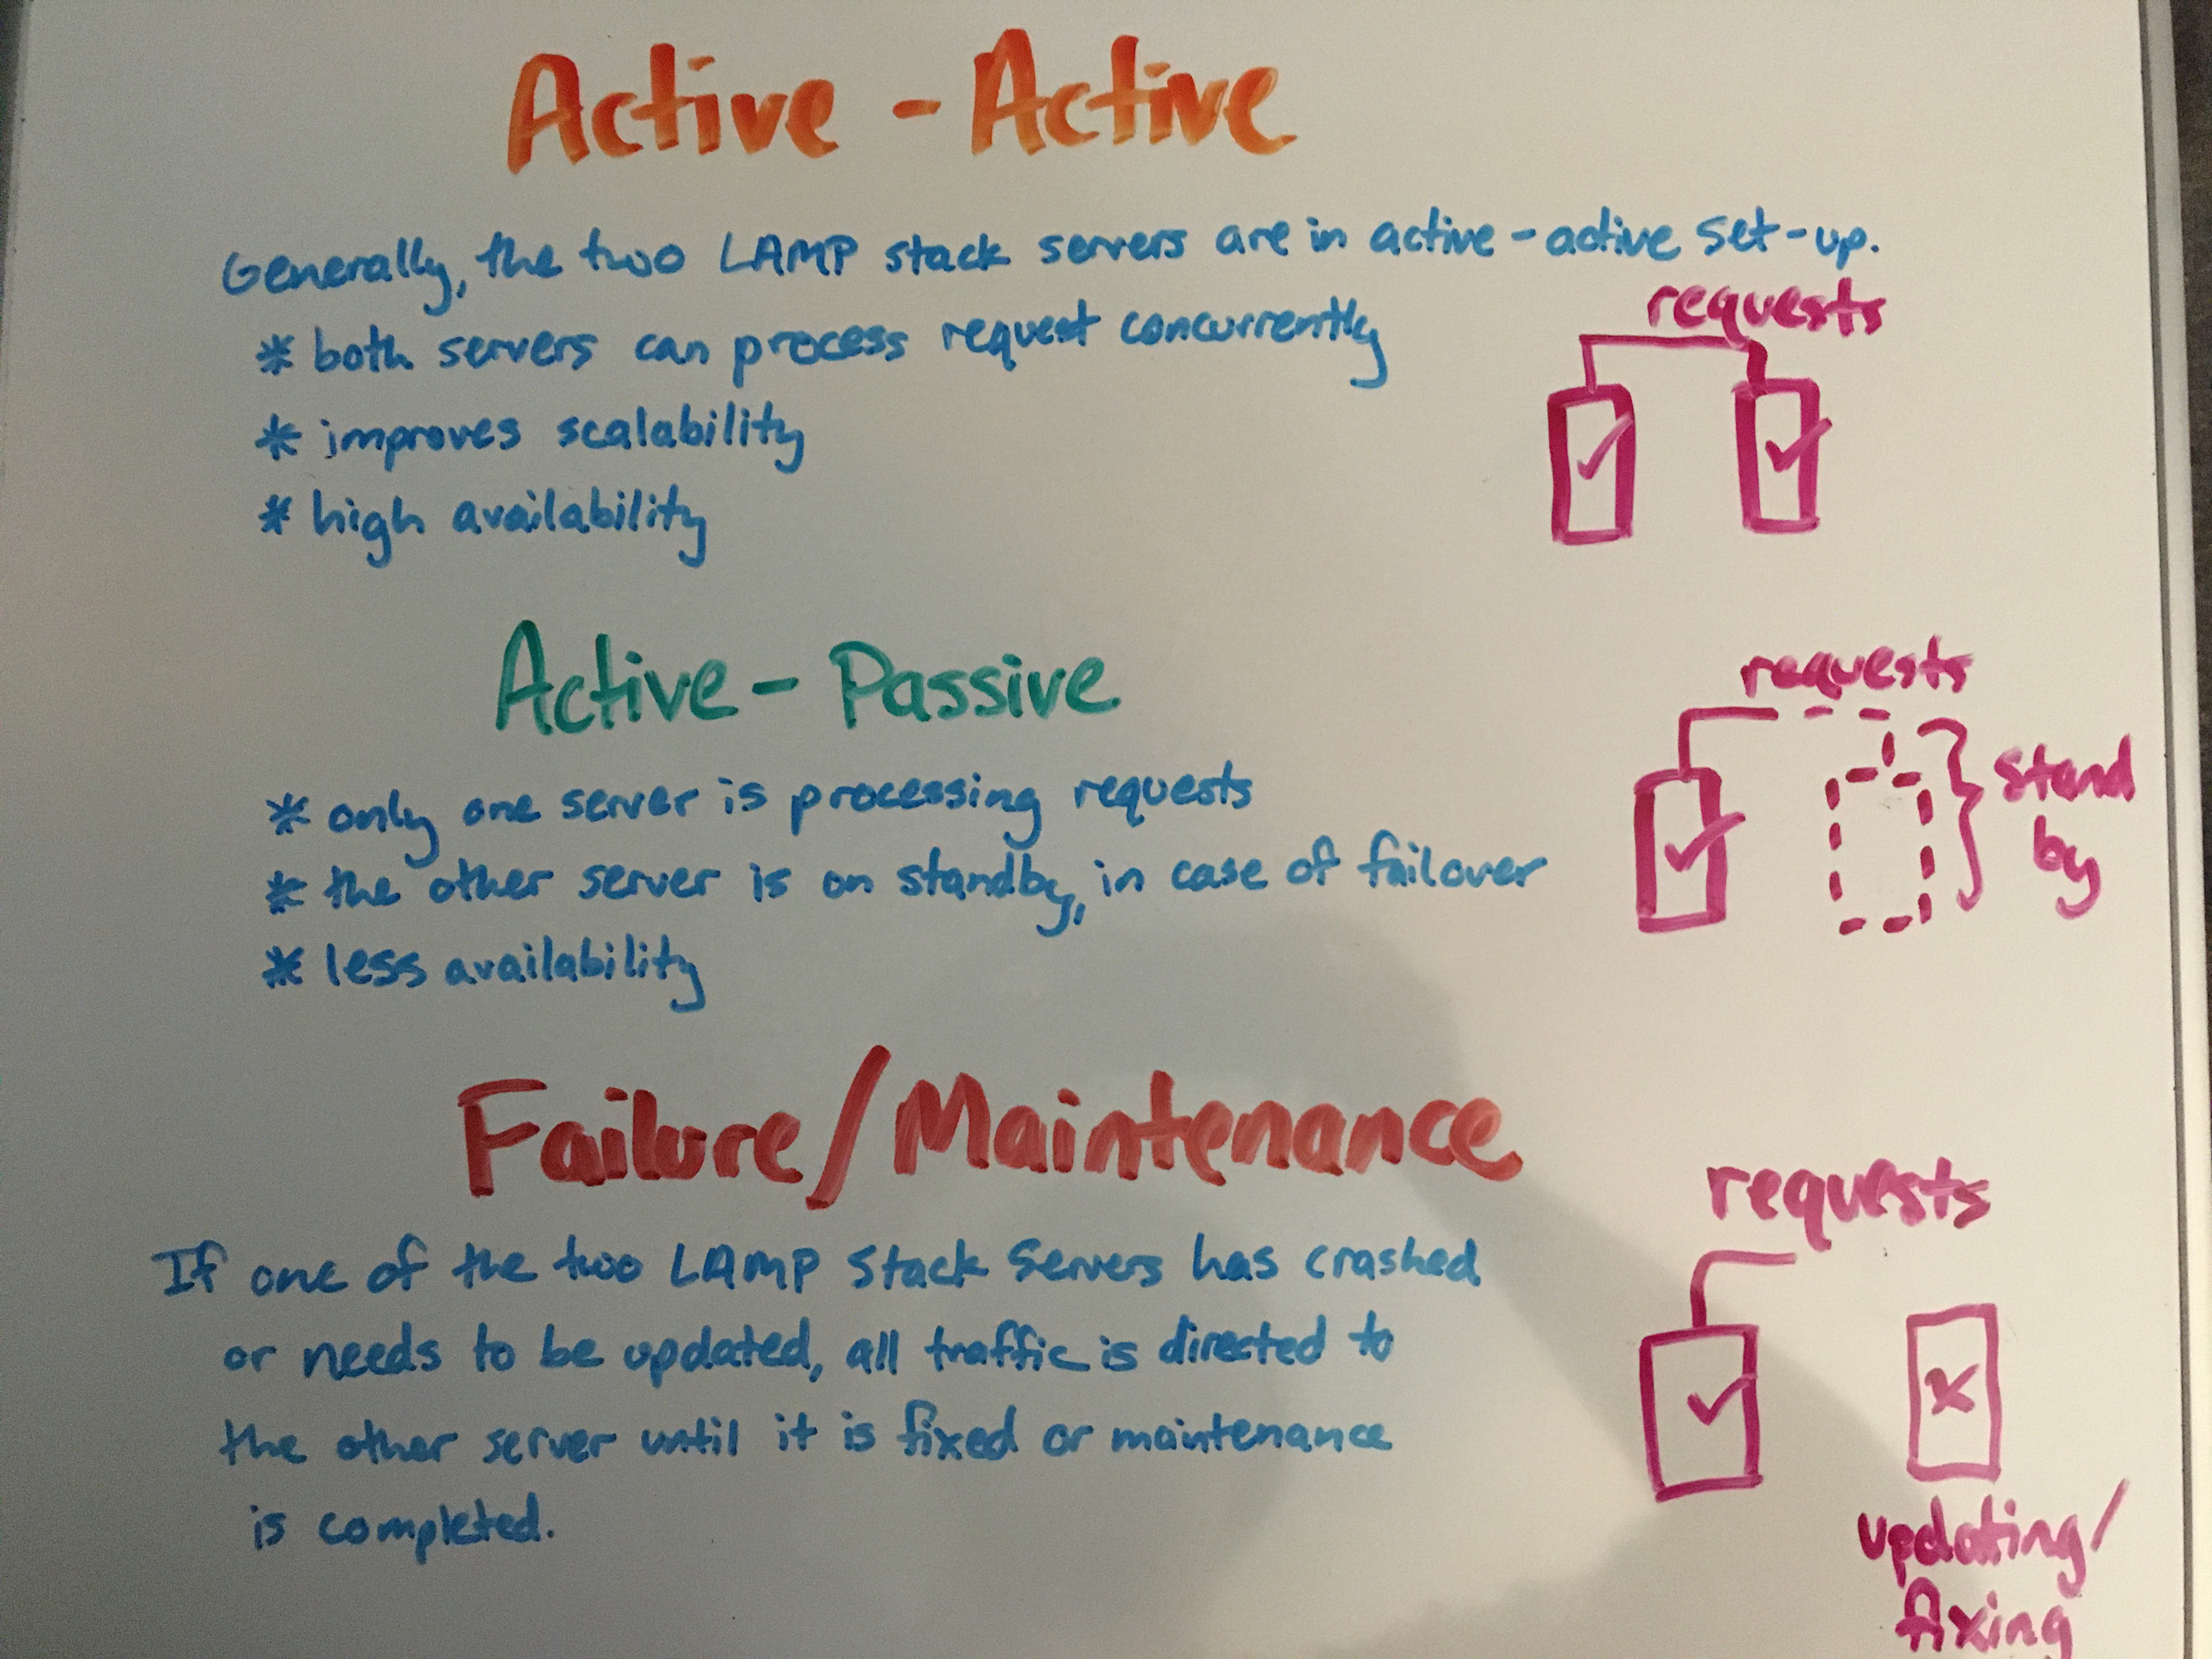 Active - Active
Generally, the two LAMP stack servers are in active-active set-up.
* both servers can process request concurrently
* improves scalability
* high availability
requests
Active - Passive
* only one server is processing requests
* the other server is on standby, in case of failover
* less availability
requests
stand
by
Failure/Maintenance
If one of the two LAMP Stack servers has crashed
or needs to be updated, all traffic is directed to
the other server until it is fixed or maintenance
is completed.
requests
updating/
fixing